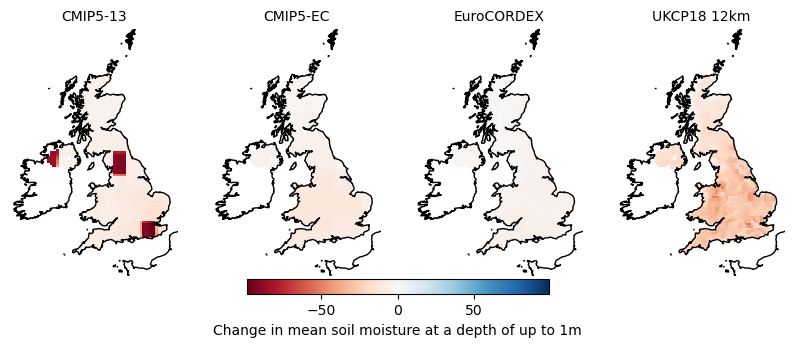 CMIP5-13 CMIP5-EC EuroCORDEX UKCP18 12km
−50 0 50
Change in mean soil moisture at a depth of up to 1m